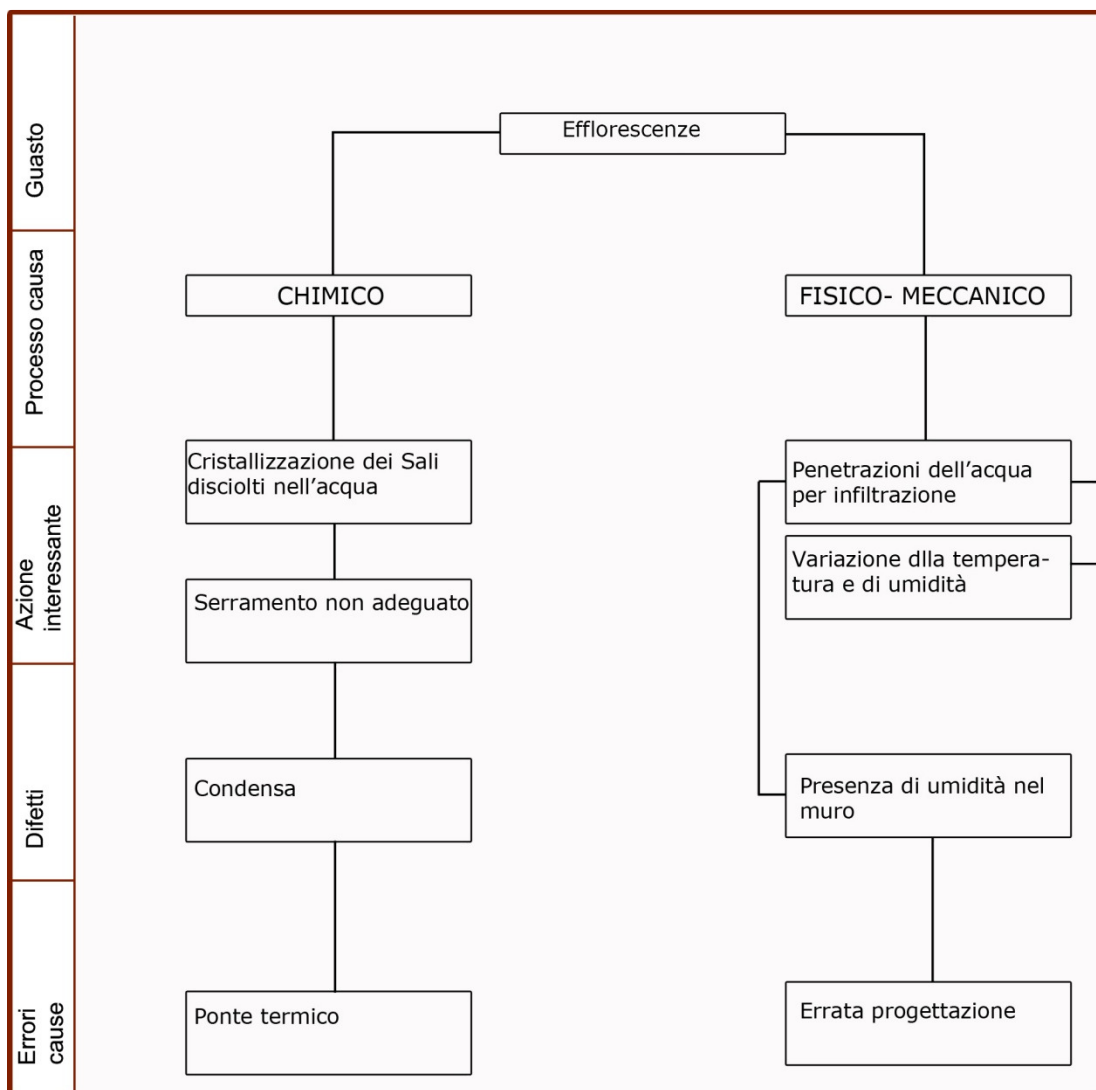 Guasto
Efflorescenze
Processo causa
CHIMICO
FISICO- MECCANICO
Azione
interessante
Cristallizzazione dei Sali
disciolti nell'acqua
Penetrazioni dell'acqua
per infiltrazione
Serramento non adeguato
Variazione dlla tempera-
tura e di umidità
Difetti
Condensa
Presenza di umidità nel
muro
Errori
cause
Ponte termico
Errata progettazione